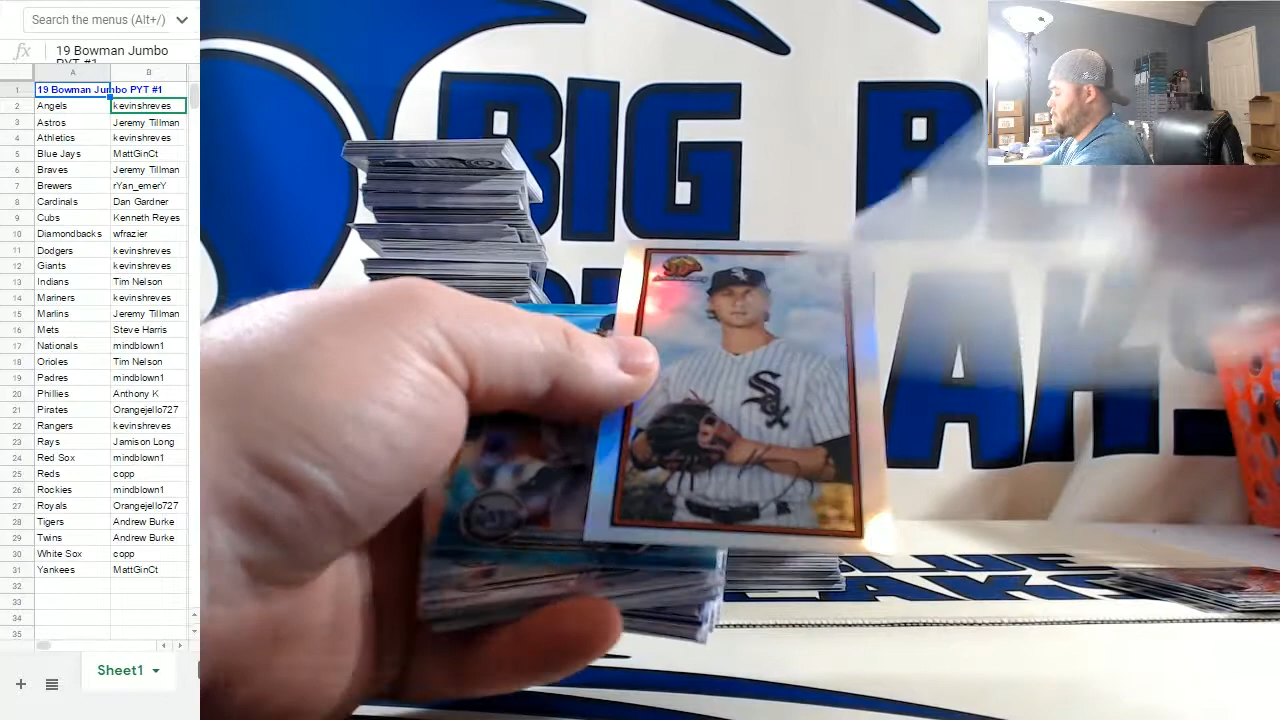 Search the menus (Alt+/)
fx 19 Bowman Jumbo
PYT #1
A B
1 19 Bowman Jumbo PYT #1
2 Angels kevinshreves
3 Astros Jeremy Tillman
4 Athletics kevinshreves
5 Blue Jays MattGinCt
6 Braves Jeremy Tillman
7 Brewers rYan_emerY
8 Cardinals Dan Gardner
9 Cubs Kenneth Reyes
10 Diamondbacks wfrazier
11 Dodgers kevinshreves
12 Giants kevinshreves
13 Indians Tim Nelson
14 Mariners kevinshreves
15 Marlins Jeremy Tillman
16 Mets Steve Harris
17 Nationals mindblown1
18 Orioles Tim Nelson
19 Padres mindblown1
20 Phillies Anthony K
21 Pirates Orangejello727
22 Rangers kevinshreves
23 Rays Jamison Long
24 Red Sox mindblown1
25 Reds copp
26 Rockies mindblown1
27 Royals Orangejello727
28 Tigers Andrew Burke
29 Twins Andrew Burke
30 White Sox copp
31 Yankees MattGinCt
32
33
34
35
Sheet1
BIG
AK
Sox
BLUE